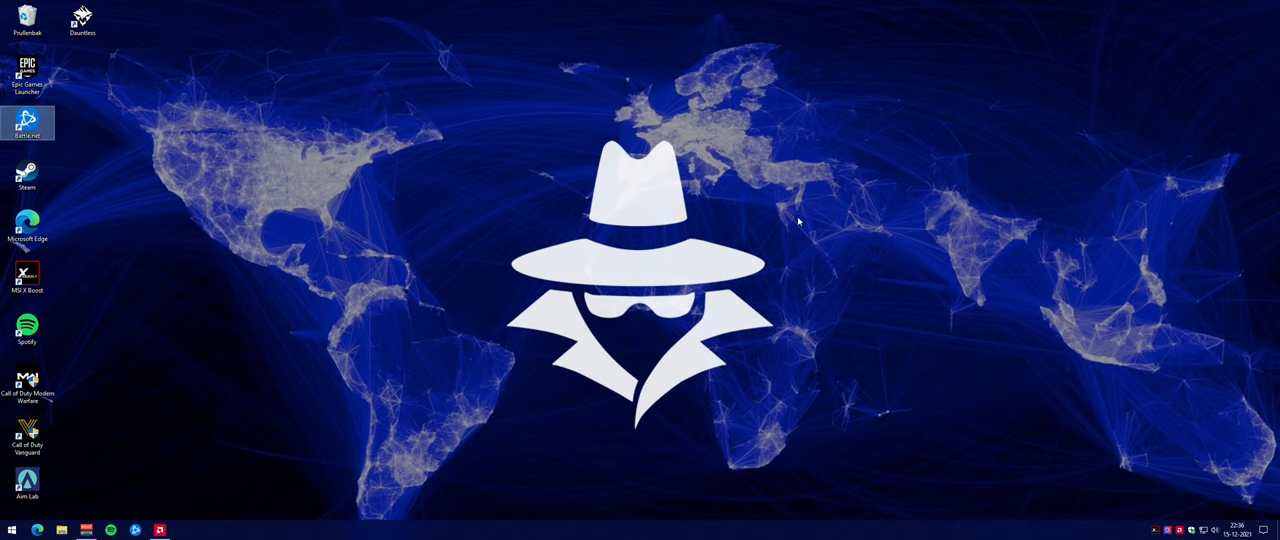 Prullenbak
Dauntless
EPIC
GAMES
Epic Games
Launcher
Battle.net
Steam
Microsoft Edge
MSI X Boost
Spotify
Call of Duty Modern
Warfare
Call of Duty
Vanguard
Aim Lab
22:36
15-12-2021